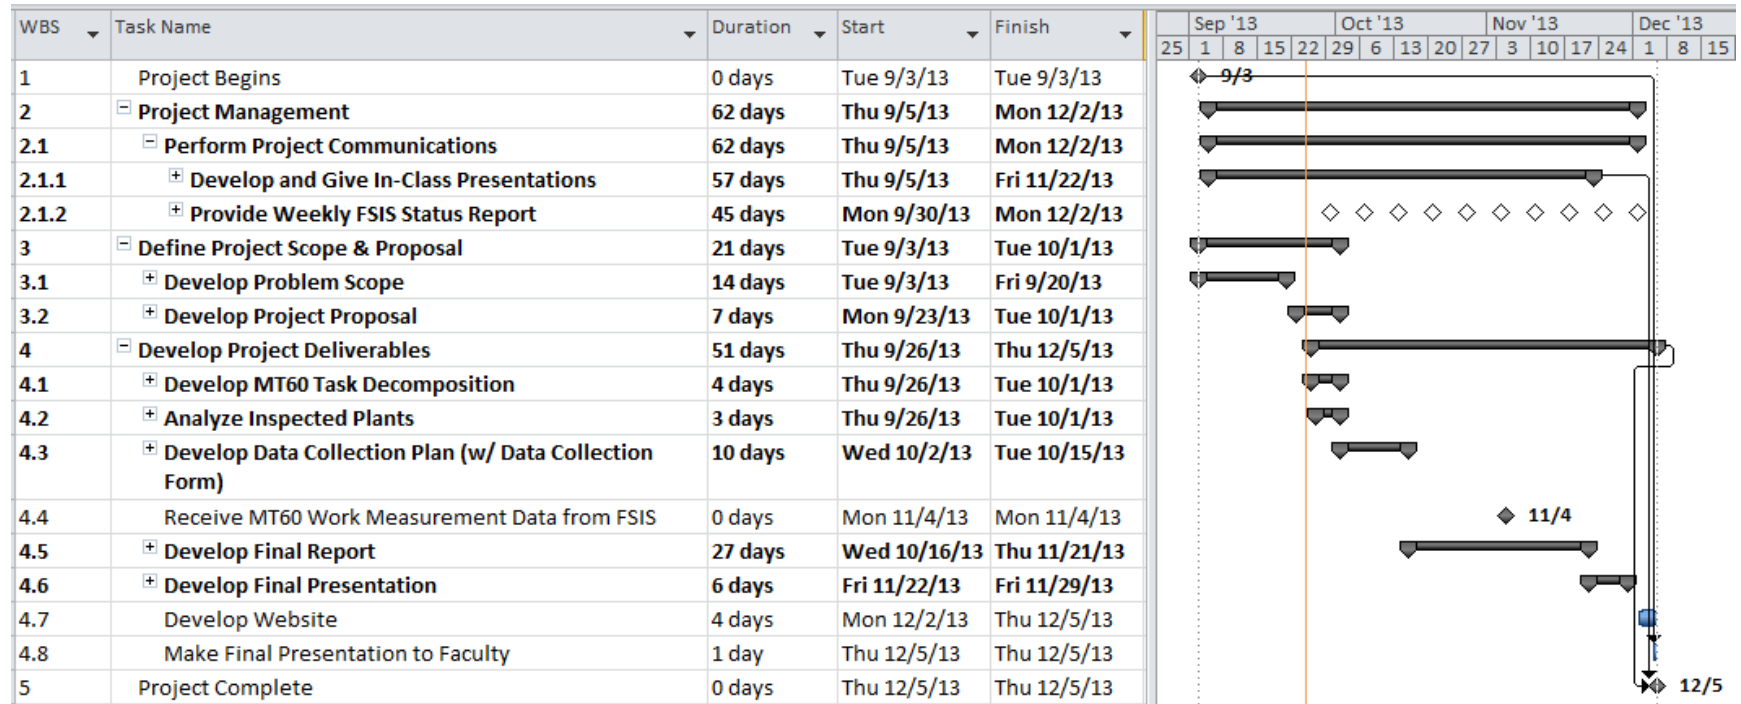 WBS Task Name Duration Start Finish Sep '13 Oct '13 Nov '13 Dec '13
25 1 8 15 22 29 6 13 20 27 3 10 17 24 1 8 15
1 Project Begins 0 days Tue 9/3/13 Tue 9/3/13 9/3
2 Project Management 62 days Thu 9/5/13 Mon 12/2/13
2.1 Perform Project Communications 62 days Thu 9/5/13 Mon 12/2/13
2.1.1 Develop and Give In-Class Presentations 57 days Thu 9/5/13 Fri 11/22/13
2.1.2 Provide Weekly FSIS Status Report 45 days Mon 9/30/13 Mon 12/2/13
3 Define Project Scope & Proposal 21 days Tue 9/3/13 Tue 10/1/13
3.1 Develop Problem Scope 14 days Tue 9/3/13 Fri 9/20/13
3.2 Develop Project Proposal 7 days Mon 9/23/13 Tue 10/1/13
4 Develop Project Deliverables 51 days Thu 9/26/13 Thu 12/5/13
4.1 Develop MT60 Task Decomposition 4 days Thu 9/26/13 Tue 10/1/13
4.2 Analyze Inspected Plants 3 days Thu 9/26/13 Tue 10/1/13
4.3 Develop Data Collection Plan (w/ Data Collection 10 days Wed 10/2/13 Tue 10/15/13
Form)
4.4 Receive MT60 Work Measurement Data from FSIS 0 days Mon 11/4/13 Mon 11/4/13 11/4
4.5 Develop Final Report 27 days Wed 10/16/13 Thu 11/21/13
4.6 Develop Final Presentation 6 days Fri 11/22/13 Fri 11/29/13
4.7 Develop Website 4 days Mon 12/2/13 Thu 12/5/13
4.8 Make Final Presentation to Faculty 1 day Thu 12/5/13 Thu 12/5/13
5 Project Complete 0 days Thu 12/5/13 Thu 12/5/13 12/5